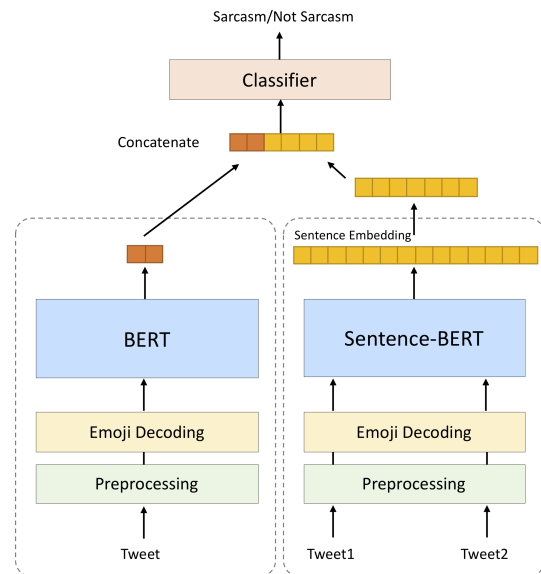 Sarcasm/Not Sarcasm
Classifier
Concatenate
Sentence Embedding
BERT
Sentence-BERT
Emoji Decoding
Emoji Decoding
Preprocessing
Preprocessing
Tweet
Tweet1
Tweet2